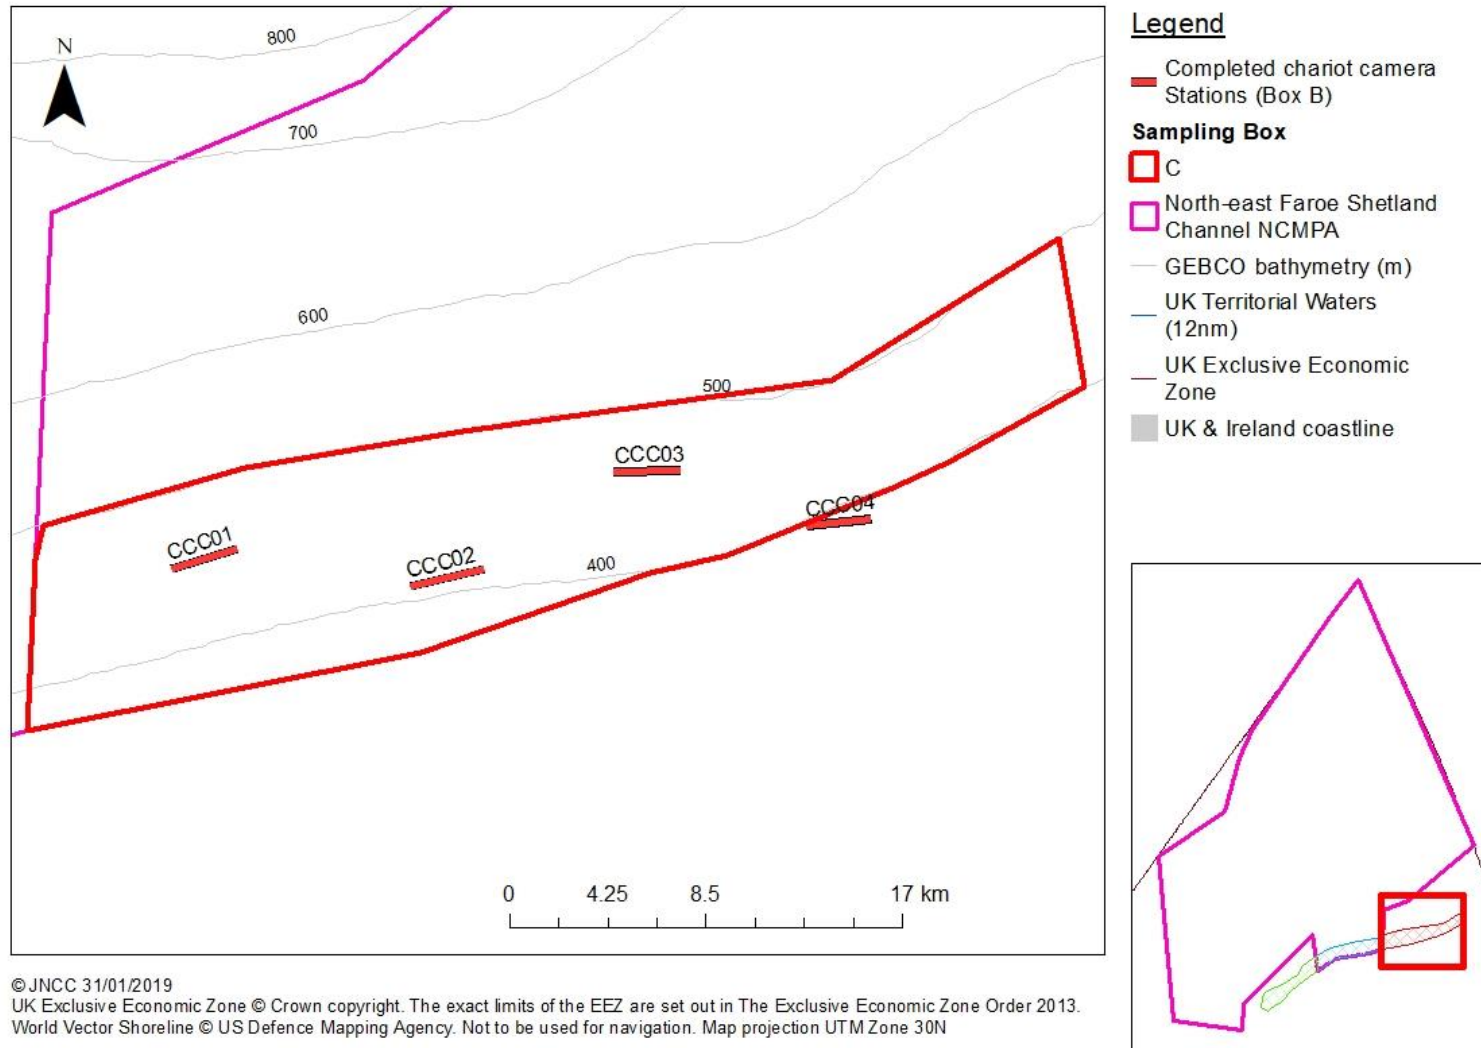 800
N
700
600
500
CCC03
CCC04
CCC01
CCC02
400
0 4.25 8.5 17 km
Legend
Completed chariot camera
Stations (Box B)
Sampling Box
C
North-east Faroe Shetland
Channel NCMPA
GEBCO bathymetry (m)
UK Territorial Waters
(12nm)
UK Exclusive Economic
Zone
UK & Ireland coastline
© JNCC 31/01/2019
UK Exclusive Economic Zone © Crown copyright. The exact limits of the EEZ are set out in The Exclusive Economic Zone Order 2013.
World Vector Shoreline © US Defence Mapping Agency. Not to be used for navigation. Map projection UTM Zone 30N